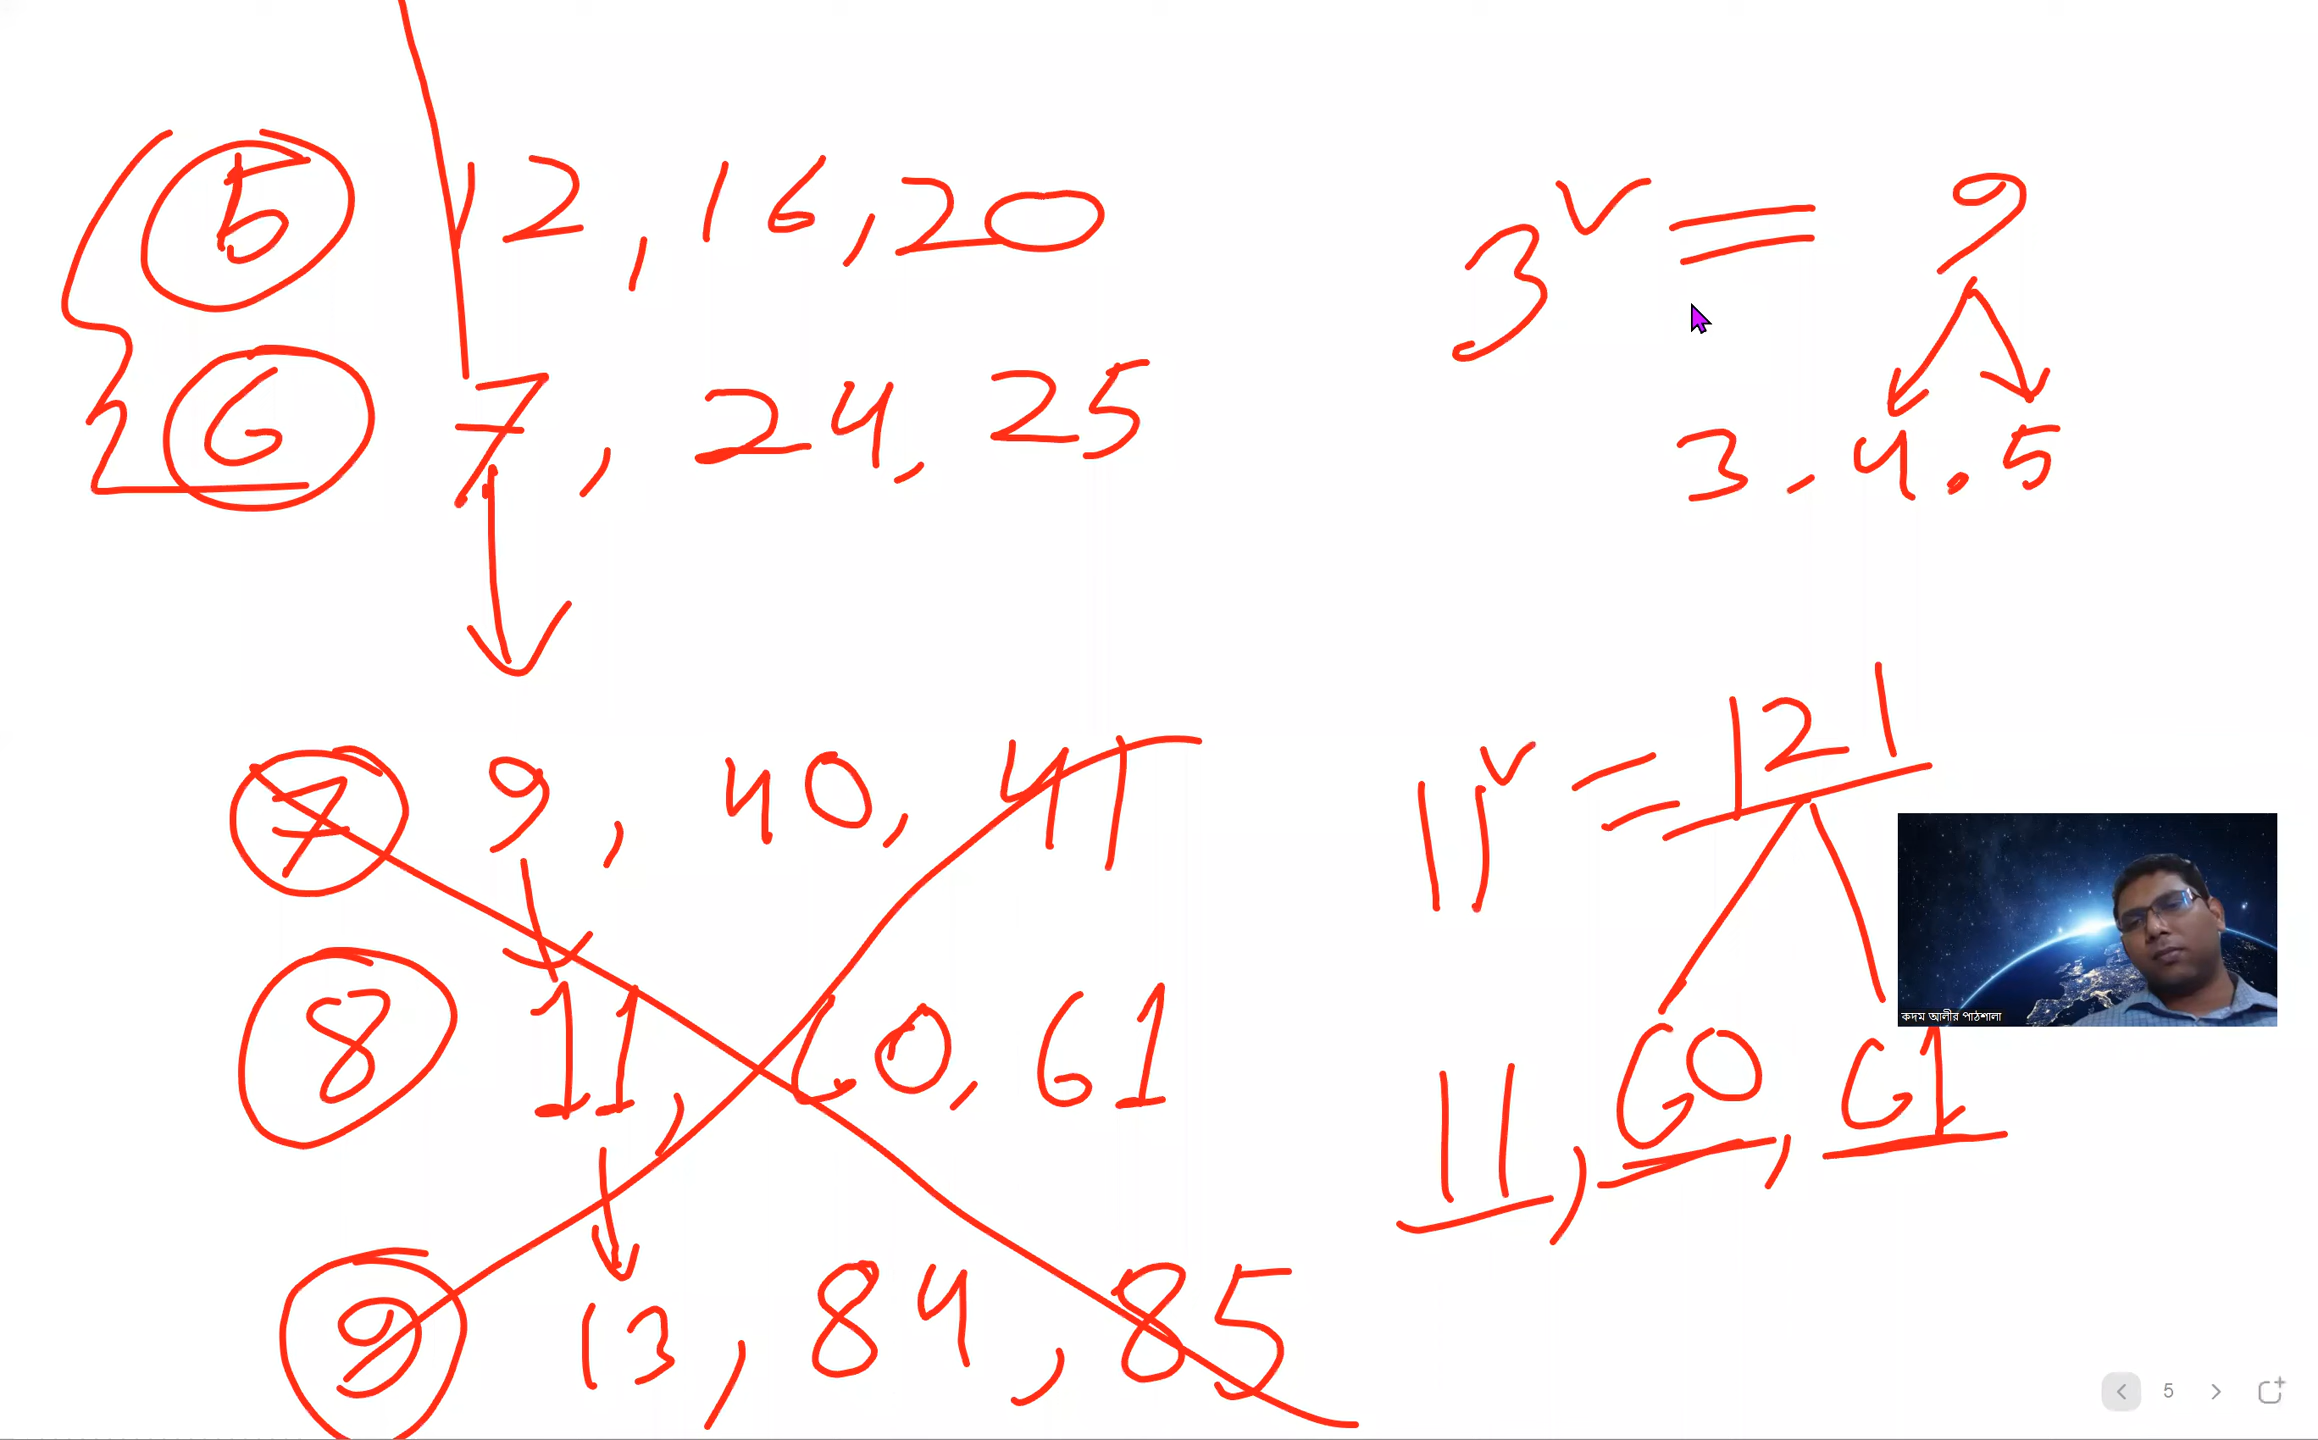 5 12, 16, 20
6 7, 24, 25
7 9, 40, 41
8 11, 60, 61
9 13, 84, 85
3² = 9
3, 4, 5
11² = 121
11, 60, 61
কদম আলীর পাঠশালা
5